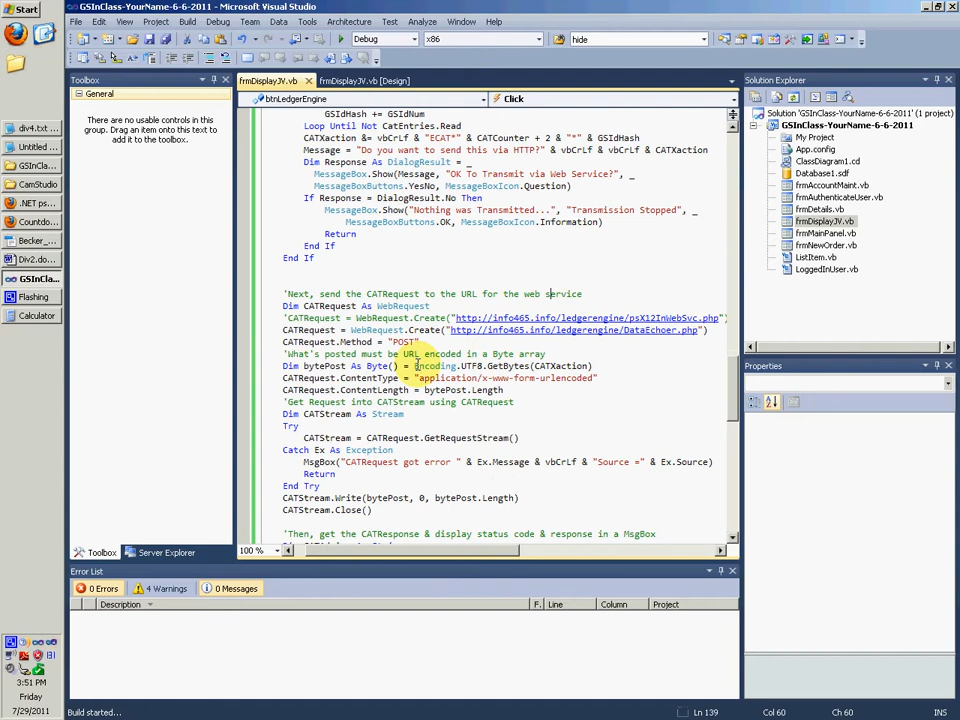 Start
GSInClass-YourName-6-6-2011 - Microsoft Visual Studio
File Edit View Project Build Debug Team Data Tools Architecture Test Analyze Window Help
Debug x86 hide
Toolbox
General
There are no usable controls in this
group. Drag an item onto this text to
add it to the toolbox.
Toolbox Server Explorer
div4.txt ...
Untitled ...
GSInCl...
CamStudio
.NET ps...
Countdo...
Becker_...
Div2.do...
GSInCla...
Flashing
Calculator
3:51 PM
Friday
7/29/2011
frmDisplayJV.vb frmDisplayJV.vb [Design]
btnLedgerEngine Click
GSIdHash += GSIdNum
Loop Until Not CatEntries.Read
CATXaction &= vbCrLf & "ECAT*" & CATCounter + 2 & "*" & GSIdHash
Message = "Do you want to send this via HTTP?" & vbCrLf & vbCrLf & CATXaction
Dim Response As DialogResult = _
MessageBox.Show(Message, "OK To Transmit via Web Service?", _
MessageBoxButtons.YesNo, MessageBoxIcon.Question)
If Response = DialogResult.No Then
MessageBox.Show("Nothing was Transmitted...", "Transmission Stopped", _
MessageBoxButtons.OK, MessageBoxIcon.Information)
Return
End If
End If
'Next, send the CATRequest to the URL for the web service
Dim CATRequest As WebRequest
'CATRequest = WebRequest.Create("http://info465.info/ledgerengine/psX12InWebSvc.php")
CATRequest = WebRequest.Create("http://info465.info/ledgerengine/DataEchoer.php")
CATRequest.Method = "POST"
'What's posted must be URL encoded in a Byte array
Dim bytePost As Byte() = Encoding.UTF8.GetBytes(CATXaction)
CATRequest.ContentType = "application/x-www-form-urlencoded"
CATRequest.ContentLength = bytePost.Length
'Get Request into CATStream using CATRequest
Dim CATStream As Stream
Try
CATStream = CATRequest.GetRequestStream()
Catch Ex As Exception
MsgBox("CATRequest got error " & Ex.Message & vbCrLf & "Source =" & Ex.Source)
Return
End Try
CATStream.Write(bytePost, 0, bytePost.Length)
CATStream.Close()
'Then, get the CATResponse & display status code & response in a MsgBox
100 %
Solution Explorer
Solution 'GSInClass-YourName-6-6-2011' (1 project)
GSInClass-YourName-6-6-2011
My Project
App.config
ClassDiagram1.cd
Database1.sdf
frmAccountMaint.vb
frmAuthenticateUser.vb
frmDetails.vb
frmDisplayJV.vb
frmMainPanel.vb
frmNewOrder.vb
ListItem.vb
LoggedInUser.vb
Properties
Error List
0 Errors 4 Warnings 0 Messages
Description F. Line Column Project
Build started... Ln 139 Col 60 Ch 60 INS